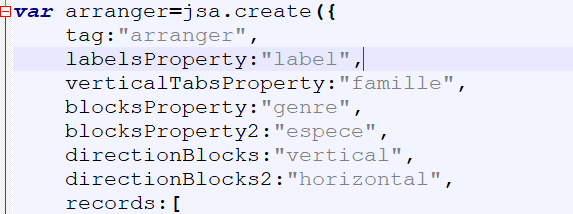 var arranger=jsa.create({
tag:"arranger",
labelsProperty:"label",
verticalTabsProperty:"famille",
blocksProperty:"genre",
blocksProperty2:"espece",
directionBlocks:"vertical",
directionBlocks2:"horizontal",
records:[